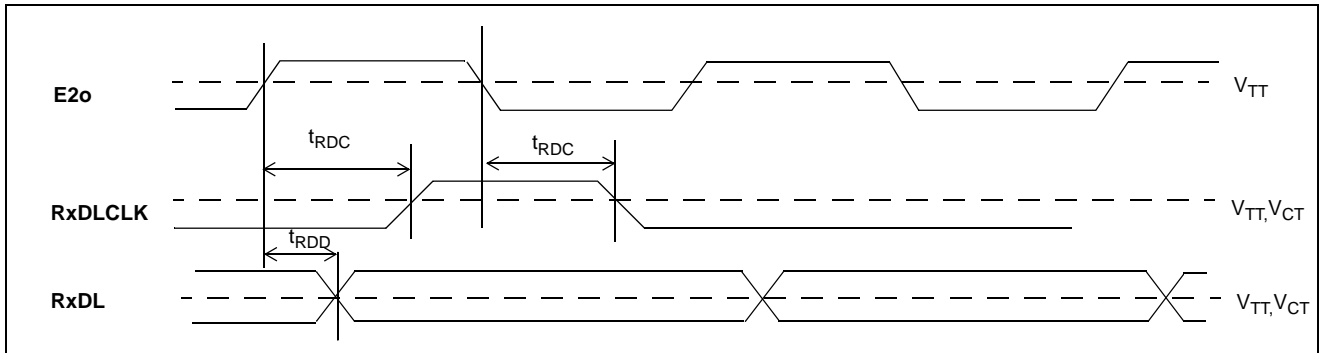 E2o
V_TT
t_RDC
t_RDC
RxDLCLK
V_TT,V_CT
t_RDD
RxDL
V_TT,V_CT